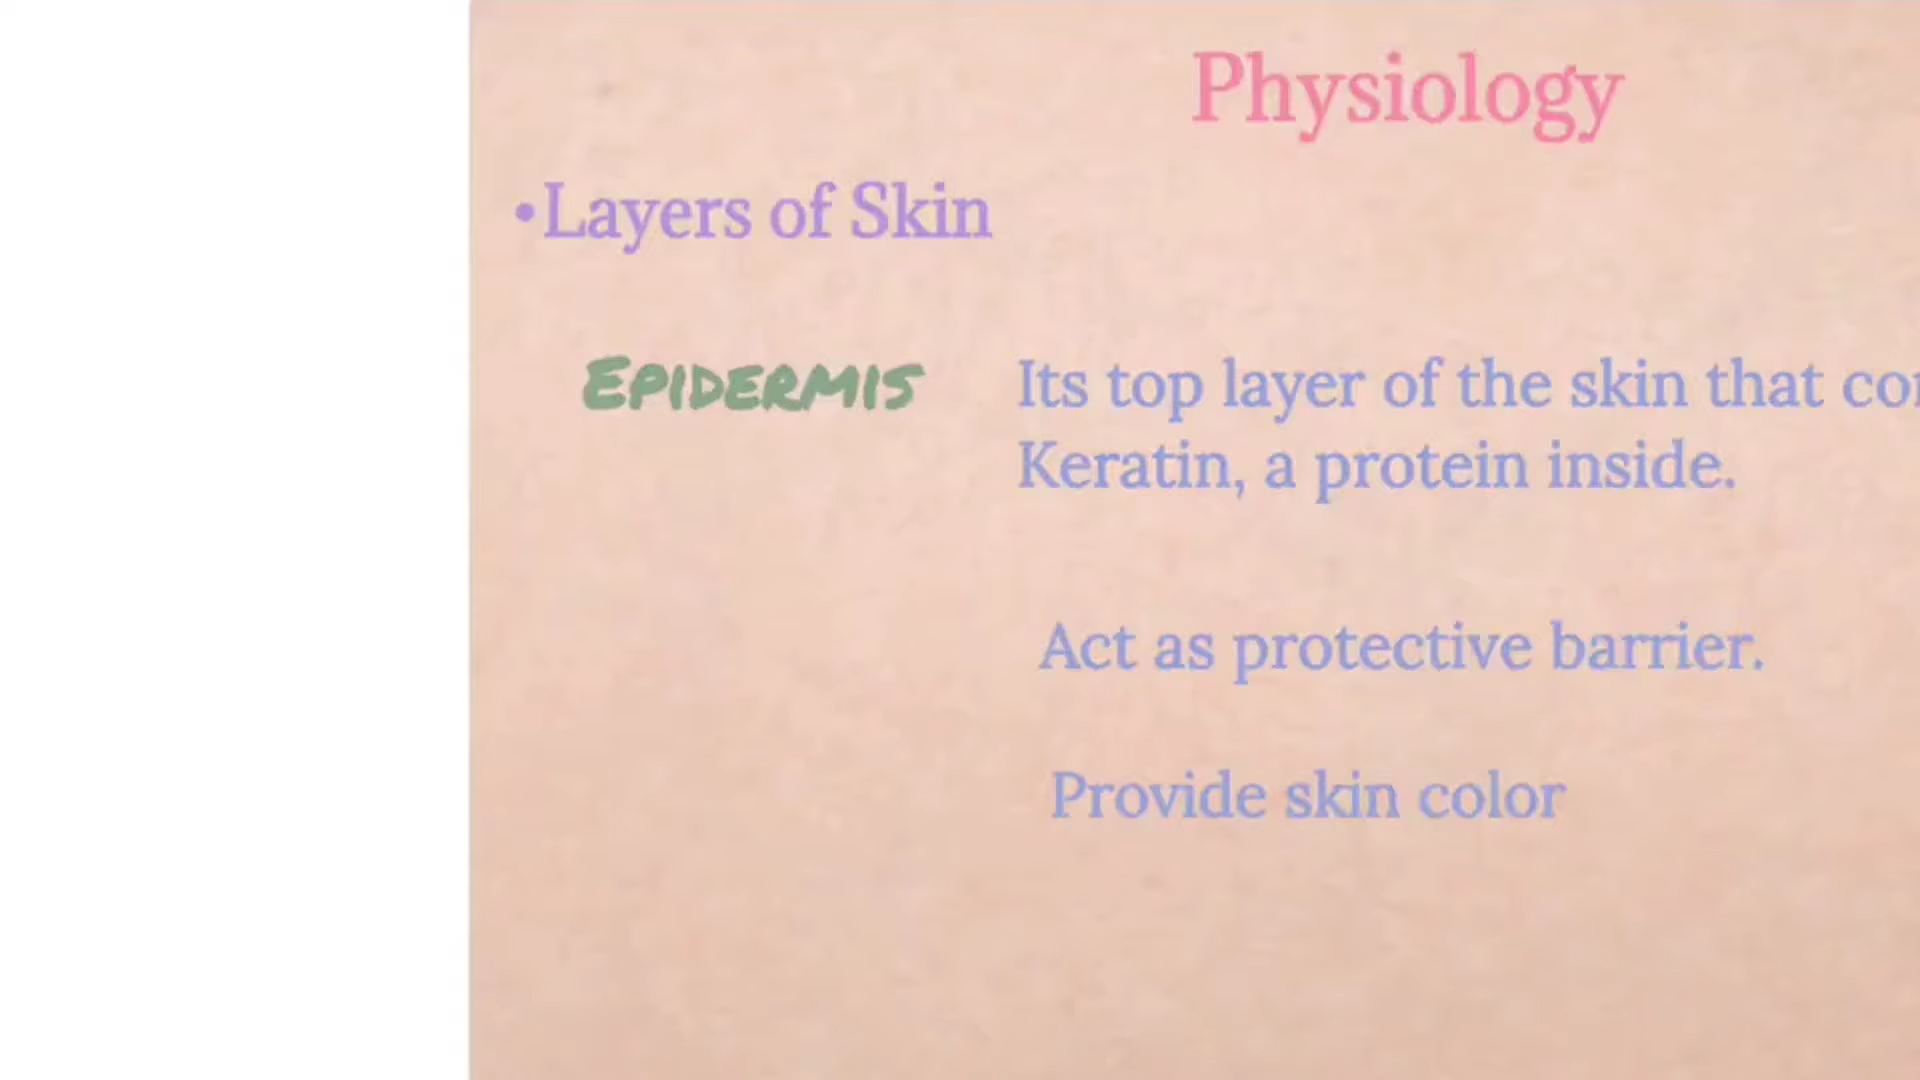 Physiology
•Layers of Skin
EPIDERMIS
Its top layer of the skin that
Keratin, a protein inside.
Act as protective barrier.
Provide skin color